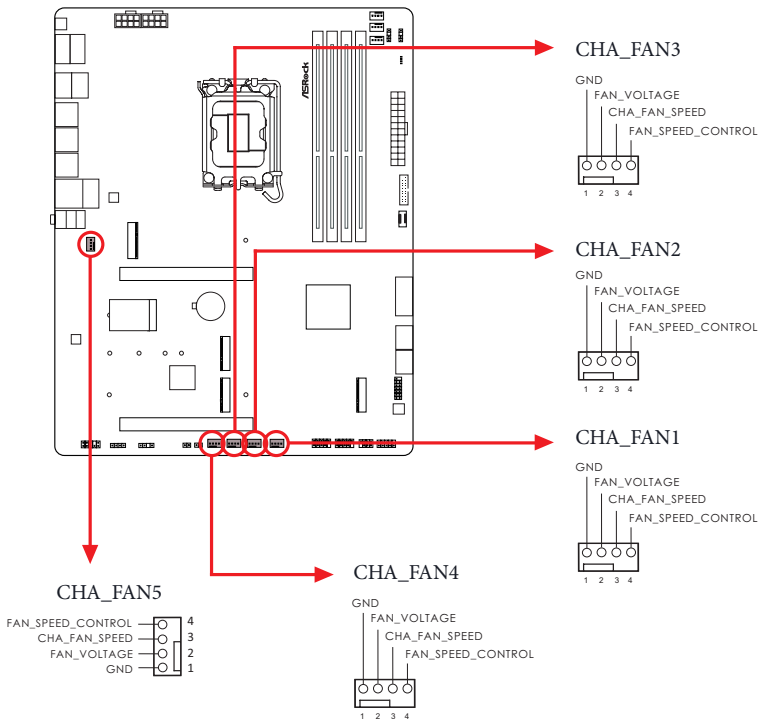 ASRock
CHA_FAN3
GND
FAN_VOLTAGE
CHA_FAN_SPEED
FAN_SPEED_CONTROL
1 2 3 4
CHA_FAN2
GND
FAN_VOLTAGE
CHA_FAN_SPEED
FAN_SPEED_CONTROL
1 2 3 4
CHA_FAN1
GND
FAN_VOLTAGE
CHA_FAN_SPEED
FAN_SPEED_CONTROL
1 2 3 4
CHA_FAN5
FAN_SPEED_CONTROL 4
CHA_FAN_SPEED 3
FAN_VOLTAGE 2
GND 1
CHA_FAN4
GND
FAN_VOLTAGE
CHA_FAN_SPEED
FAN_SPEED_CONTROL
1 2 3 4